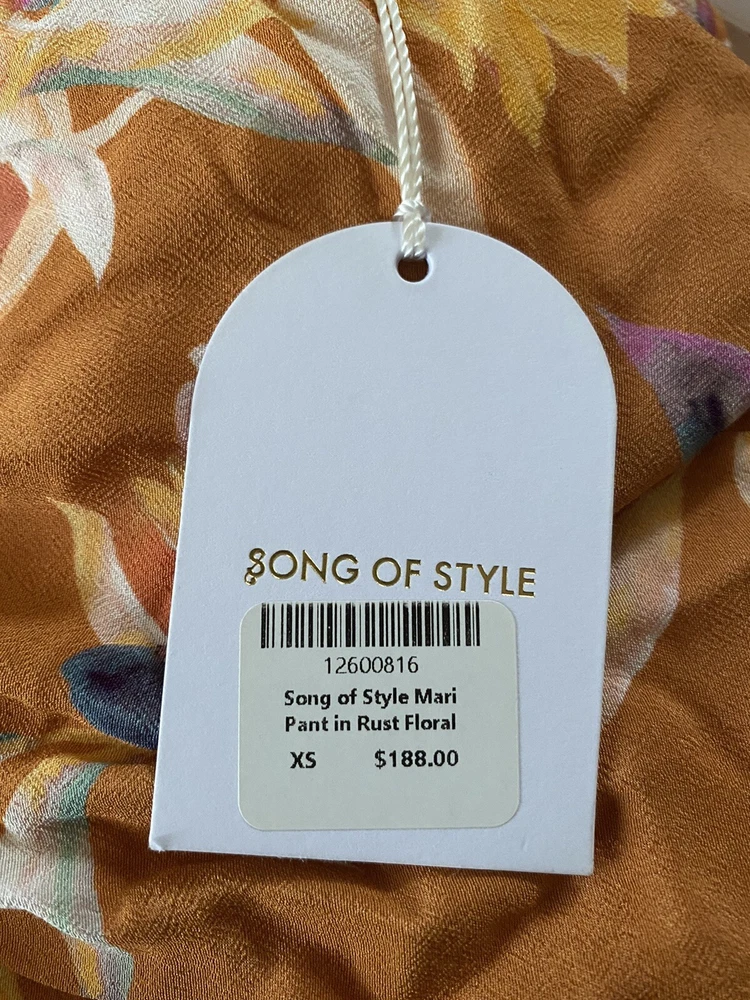 SONG OF STYLE
12600816
Song of Style Mari
Pant in Rust Floral
XS $188.00